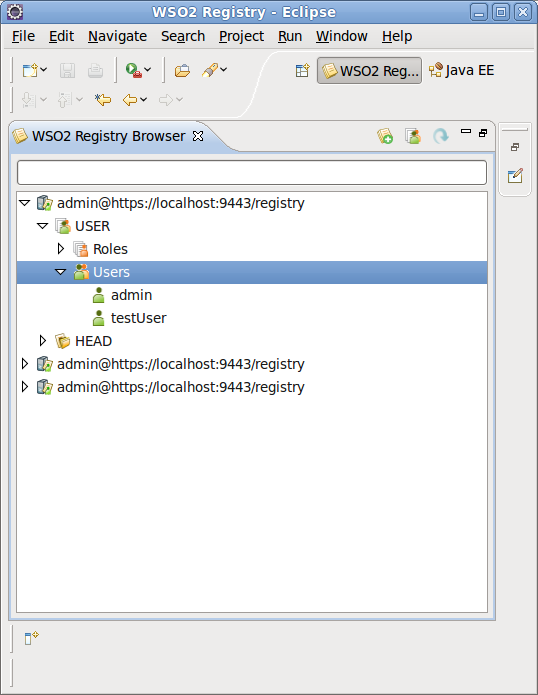 WSO2 Registry - Eclipse
File Edit Navigate Search Project Run Window Help
WSO2 Reg... Java EE
WSO2 Registry Browser
admin@https://localhost:9443/registry
USER
Roles
Users
admin
testUser
HEAD
admin@https://localhost:9443/registry
admin@https://localhost:9443/registry